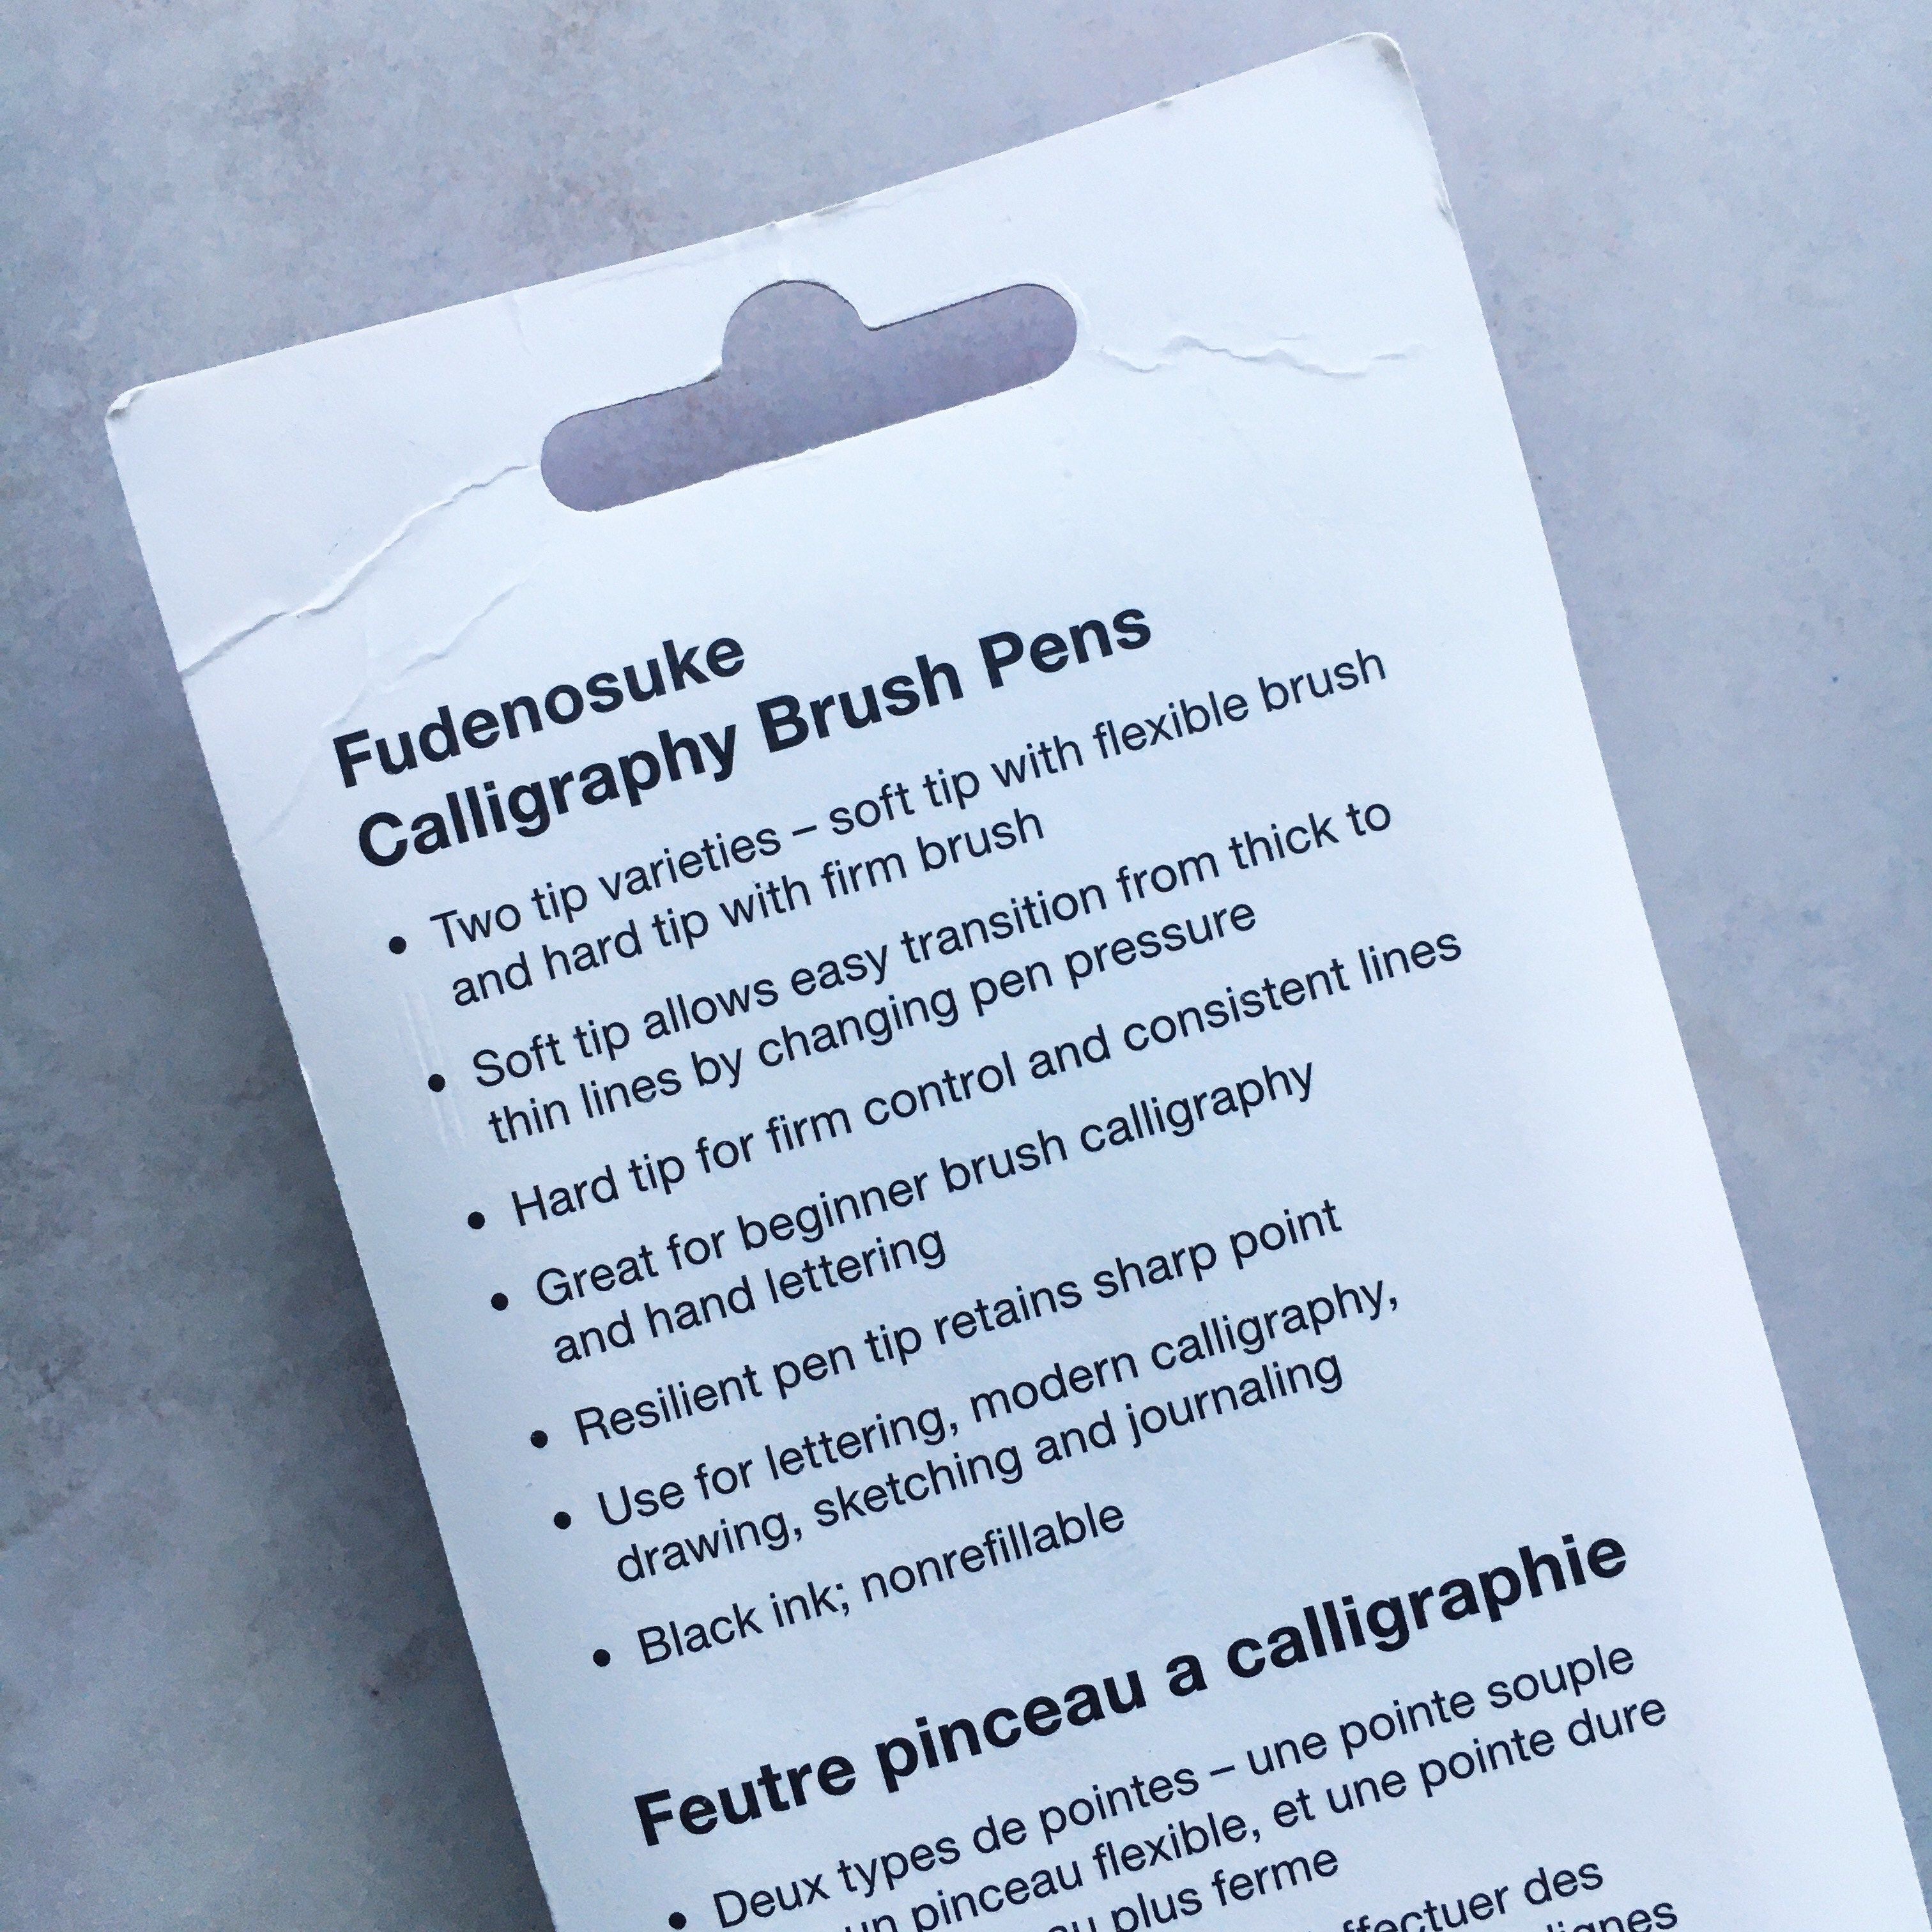 Fudenosuke
Calligraphy Brush Pens
• Two tip varieties – soft tip with flexible brush
and hard tip with firm brush
• Soft tip allows easy transition from thick to
thin lines by changing pen pressure
• Hard tip for firm control and consistent lines
• Great for beginner brush calligraphy
and hand lettering
• Resilient pen tip retains sharp point
• Use for lettering, modern calligraphy,
drawing, sketching and journaling
• Black ink; nonrefillable
Feutre pinceau a calligraphie
• Deux types de pointes – une pointe souple
un pinceau flexible, et une pointe dure
plus ferme
des
lignes